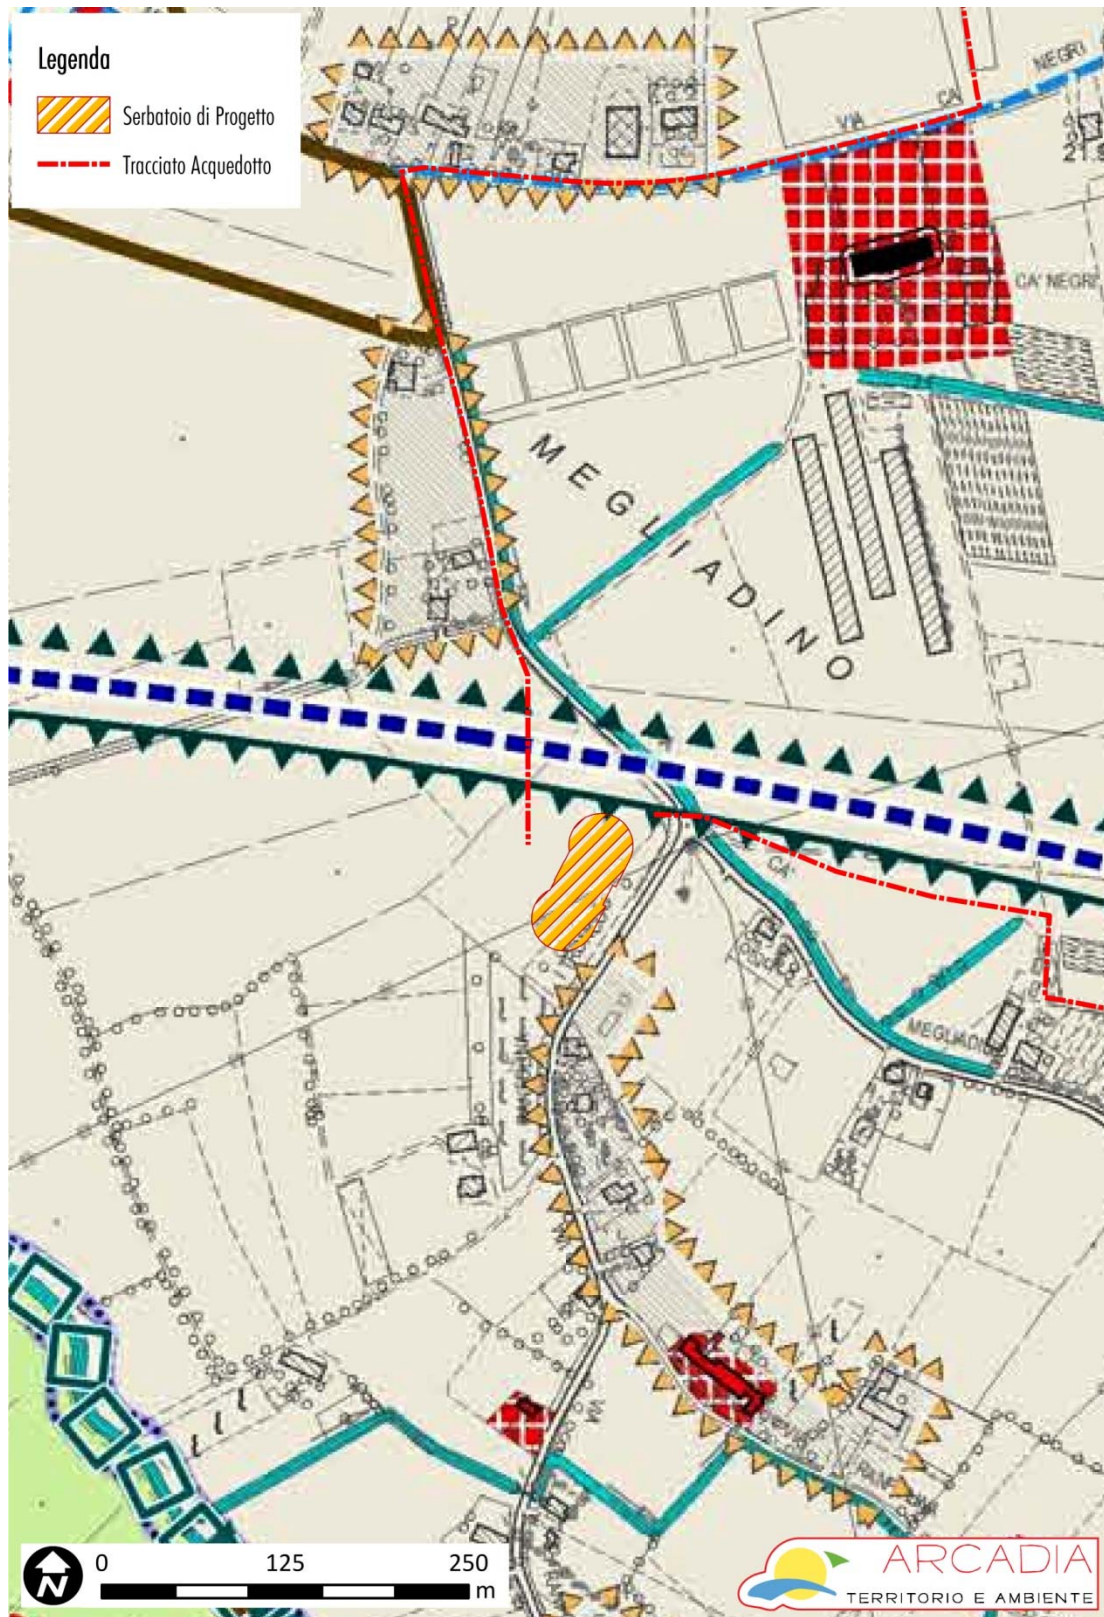 Legenda
Serbatoio di Progetto
Tracciato Acquedotto
P
VIA CA' NEGRI
CA' NEGRI
MEGLIADINO
CA'
VIA
N
0 125 250
m
ARCADIA
TERRITORIO E AMBIENTE